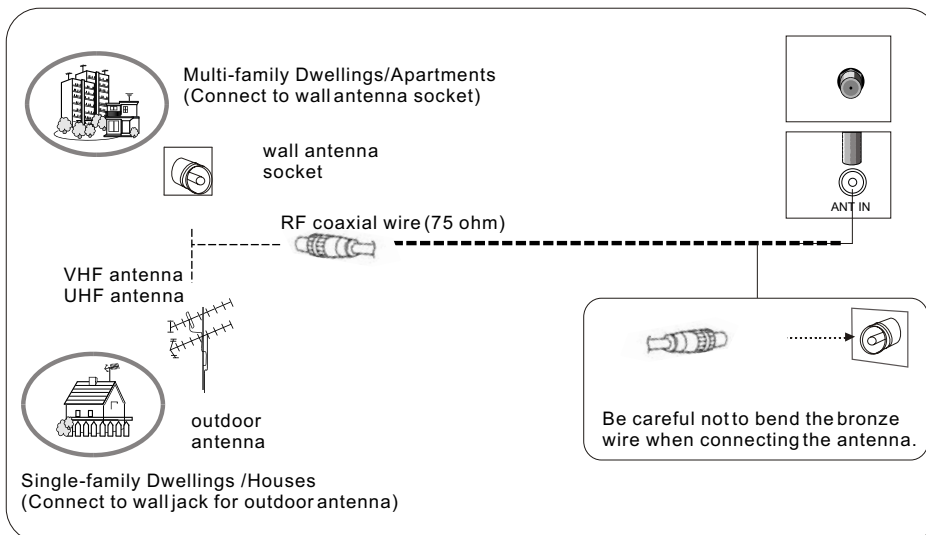 Multi-family Dwellings/Apartments
(Connect to wall antenna socket)
wall antenna
socket
ANT IN
RF coaxial wire (75 ohm)
VHF antenna
UHF antenna
outdoor
antenna
Be careful not to bend the bronze
wire when connecting the antenna.
Single-family Dwellings /Houses
(Connect to wall jack for outdoor antenna)